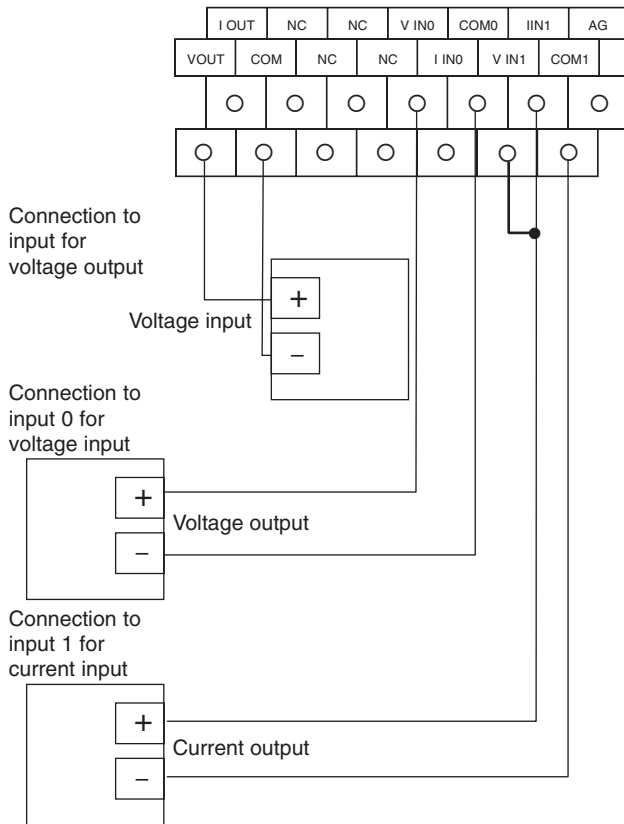 I OUT NC NC V IN0 COM0 IIN1 AG
VOUT COM NC NC I IN0 V IN1 COM1
Connection to
input for
voltage output
+
Voltage input
−
Connection to
input 0 for
voltage input
+
Voltage output
−
Connection to
input 1 for
current input
+
Current output
−